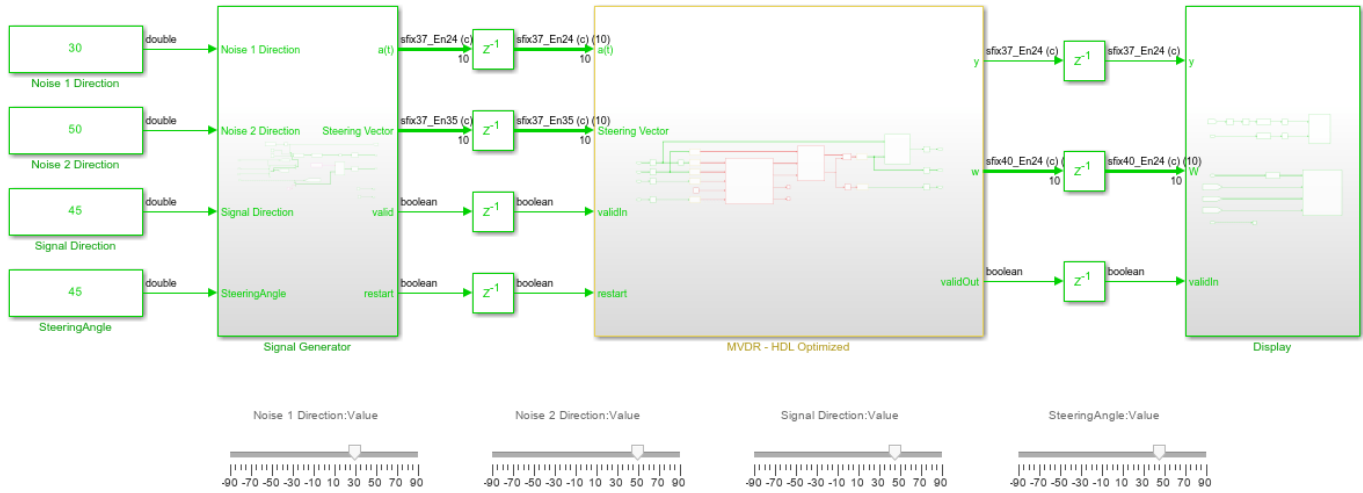 30
double
Noise 1 Direction
Noise 1 Direction
a(t)
sfix37_En24 (c)
10
z-1
sfix37_En24 (c) (10)
10
a(t)
y
sfix37_En24 (c)
z-1
sfix37_En24 (c)
y
50
double
Noise 2 Direction
Noise 2 Direction
Steering Vector
sfix37_En35 (c)
10
z-1
sfix37_En35 (c) (10)
10
Steering Vector
w
sfix40_En24 (c)
10
z-1
sfix40_En24 (c) (10)
10
W
45
double
Signal Direction
Signal Direction
valid
boolean
z-1
boolean
validIn
45
double
SteeringAngle
SteeringAngle
restart
boolean
z-1
boolean
restart
validOut
boolean
z-1
boolean
validIn
Signal Generator
MVDR - HDL Optimized
Display
Noise 1 Direction:Value
-90 -70 -50 -30 -10 10 30 50 70 90
Noise 2 Direction:Value
-90 -70 -50 -30 -10 10 30 50 70 90
Signal Direction:Value
-90 -70 -50 -30 -10 10 30 50 70 90
SteeringAngle:Value
-90 -70 -50 -30 -10 10 30 50 70 90